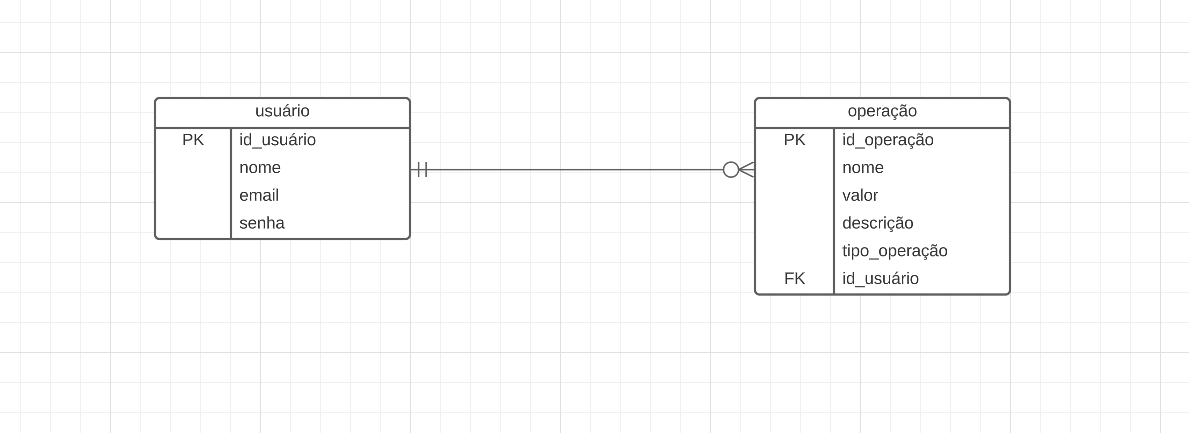 usuário
PK id_usuário
nome
email
senha
operação
PK id_operação
nome
valor
descrição
tipo_operação
FK id_usuário